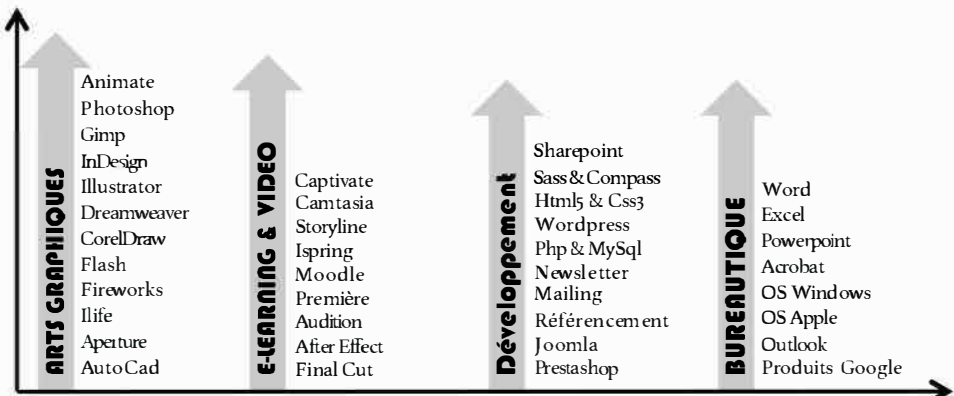 ARTS GRAPHIQUES
Animate
Photoshop
Gimp
InDesign
Illustrator
Dreamweaver
CorelDraw
Flash
Fireworks
Ilife
Aperture
AutoCad
E-LEARNING & VIDEO
Captivate
Camtasia
Storyline
Ispring
Moodle
Première
Audition
After Effect
Final Cut
Développement
Sharepoint
Sass & Compass
Html5 & Css3
Wordpress
Php & MySql
Newsletter
Mailing
Référencement
Joomla
Prestashop
BUREAUTIQUE
Word
Excel
Powerpoint
Acrobat
OS Windows
OS Apple
Outlook
Produits Google